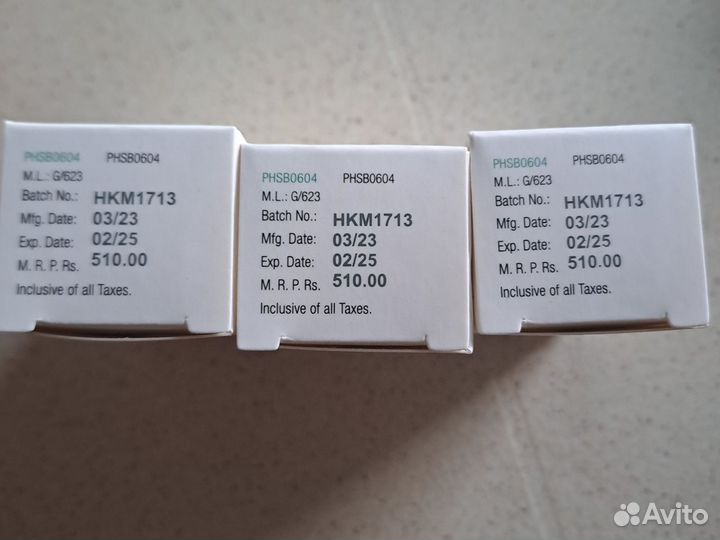 PHSB0604 PHSB0604
M.L.: G/623
Batch No.: HKM1713
Mfg. Date: 03/23
Exp. Date: 02/25
M. R. P. Rs. 510.00
Inclusive of all Taxes.
PHSB0604 PHSB0604
M.L.: G/623
Batch No.: HKM1713
Mfg. Date: 03/23
Exp. Date: 02/25
M. R. P. Rs. 510.00
Inclusive of all Taxes.
PHSB0604 PHSB0604
M.L.: G/623
Batch No.: HKM1713
Mfg. Date: 03/23
Exp. Date: 02/25
M. R. P. Rs. 510.00
Inclusive of all Taxes.
Avito